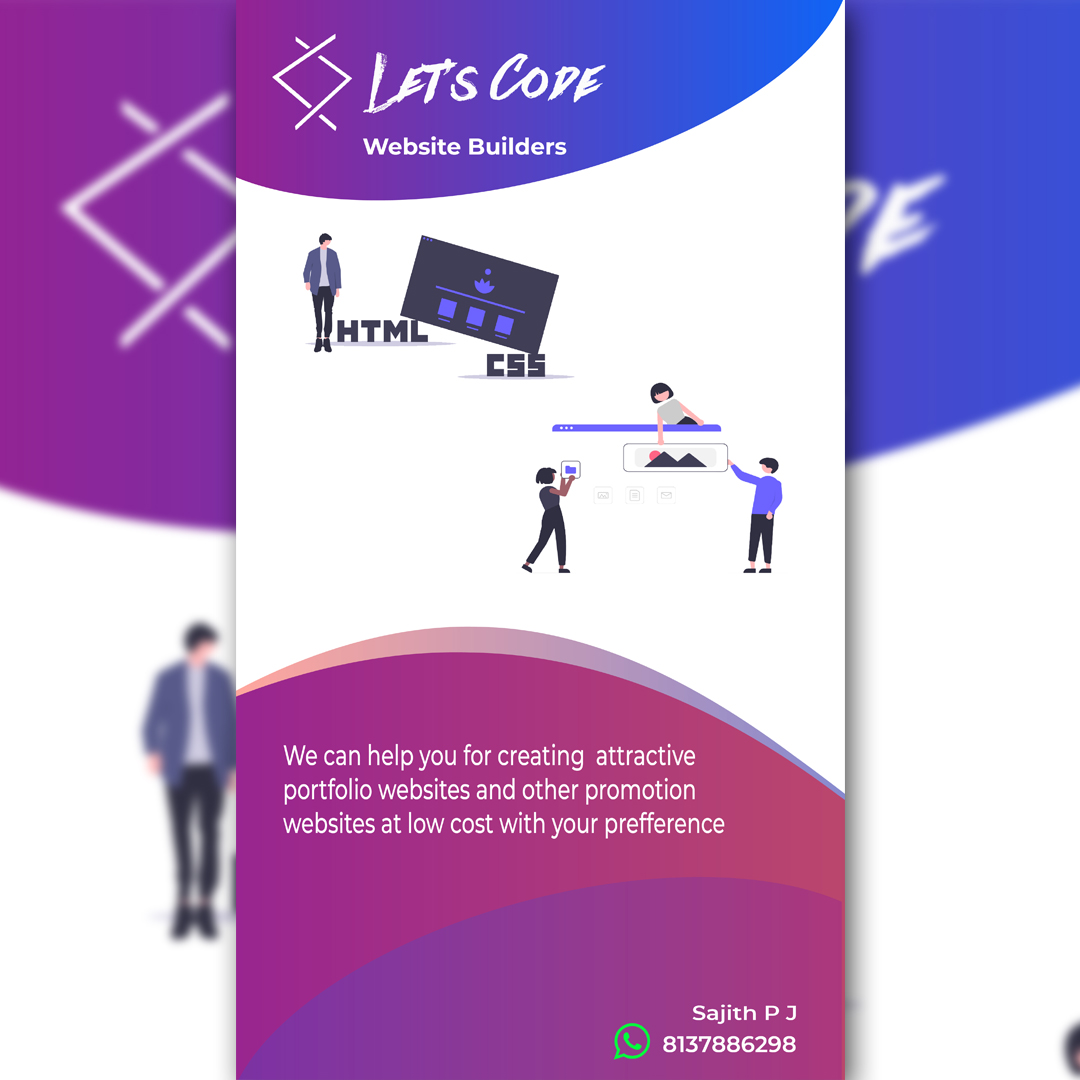 LET'S CODE
Website Builders
HTML
CSS
We can help you for creating  attractive
portfolio websites and other promotion
websites at low cost with your prefference
Sajith P J
8137886298